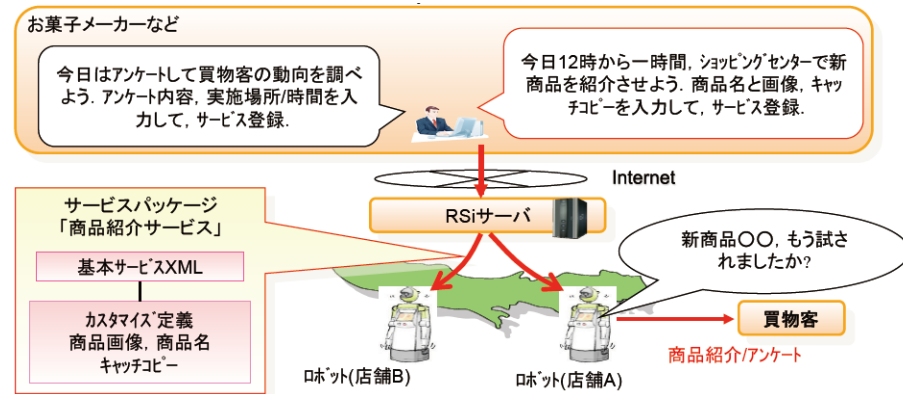 お菓子メーカーなど
今日はアンケートして買物客の動向を調べ
よう. アンケート内容, 実施場所/時間を入
力して, サービス登録.
今日12時から一時間, ｼｮｯﾋﾟﾝｸﾞｾﾝﾀｰで新
商品を紹介させよう. 商品名と画像, ｷｬｯ
ﾁｺﾋﾟｰを入力して, サービス登録.
Internet
RSiサーバ
サービスパッケージ
「商品紹介サービス」
基本サービスXML
ｶｽﾀﾏｲｽﾞ定義
商品画像, 商品名
キャッチコピー
新商品〇〇, もう試さ
れましたか?
買物客
商品紹介/アンケート
ﾛﾎﾞｯﾄ(店舗B)
ﾛﾎﾞｯﾄ(店舗A)